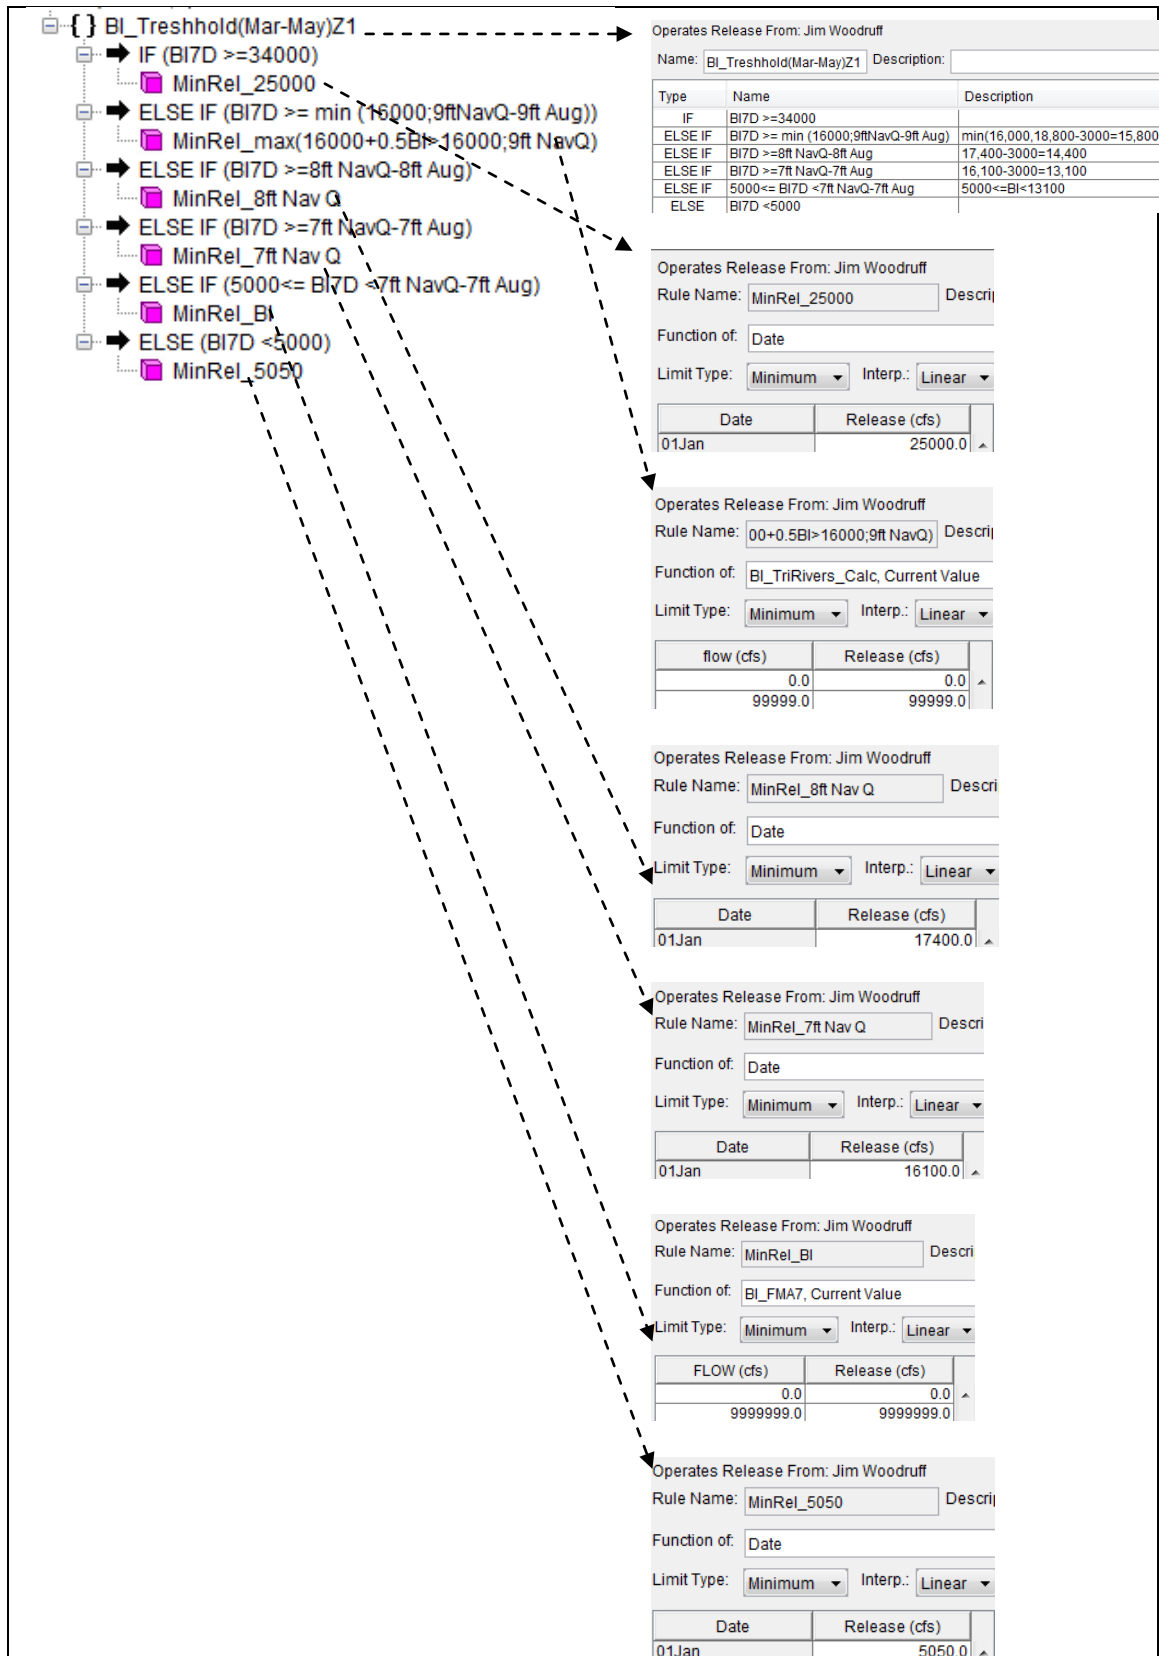 BI_Treshhold(Mar-May)Z1
IF (BI7D >=34000)
MinRel_25000
ELSE IF (BI7D >= min (16000;9ftNavQ-9ft Aug))
MinRel_max(16000+0.5BI>16000;9ft NavQ)
ELSE IF (BI7D >=8ft NavQ-8ft Aug)
MinRel_8ft Nav Q
ELSE IF (BI7D >=7ft NavQ-7ft Aug)
MinRel_7ft Nav Q
ELSE IF (5000<= BI7D <7ft NavQ-7ft Aug)
MinRel_BI
ELSE (BI7D <5000)
MinRel_5050
Operates Release From: Jim Woodruff
Name: BI_Treshhold(Mar-May)Z1 Description:
Type Name Description
IF BI7D >=34000
ELSE IF BI7D >= min (16000;9ftNavQ-9ft Aug) min(16,000,18,800-3000=15,800
ELSE IF BI7D >=8ft NavQ-8ft Aug 17,400-3000=14,400
ELSE IF BI7D >=7ft NavQ-7ft Aug 16,100-3000=13,100
ELSE IF 5000<= BI7D <7ft NavQ-7ft Aug 5000<=BI<13100
ELSE BI7D <5000
Operates Release From: Jim Woodruff
Rule Name: MinRel_25000 Descrip
Function of: Date
Limit Type: Minimum Interp.: Linear
Date Release (cfs)
01Jan 25000.0
Operates Release From: Jim Woodruff
Rule Name: 00+0.5BI>16000;9ft NavQ) Descrip
Function of: BI_TriRivers_Calc, Current Value
Limit Type: Minimum Interp.: Linear
flow (cfs) Release (cfs)
0.0 0.0
99999.0 99999.0
Operates Release From: Jim Woodruff
Rule Name: MinRel_8ft Nav Q Descri
Function of: Date
Limit Type: Minimum Interp.: Linear
Date Release (cfs)
01Jan 17400.0
Operates Release From: Jim Woodruff
Rule Name: MinRel_7ft Nav Q Descri
Function of: Date
Limit Type: Minimum Interp.: Linear
Date Release (cfs)
01Jan 16100.0
Operates Release From: Jim Woodruff
Rule Name: MinRel_BI Descri
Function of: BI_FMA7, Current Value
Limit Type: Minimum Interp.: Linear
FLOW (cfs) Release (cfs)
0.0 0.0
9999999.0 9999999.0
Operates Release From: Jim Woodruff
Rule Name: MinRel_5050 Descrip
Function of: Date
Limit Type: Minimum Interp.: Linear
Date Release (cfs)
01Jan 5050.0